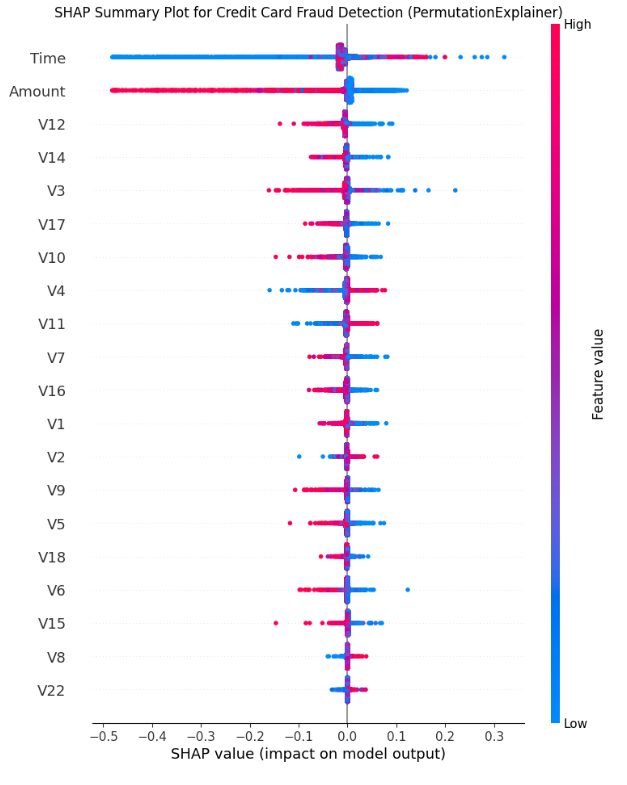 SHAP Summary Plot for Credit Card Fraud Detection (PermutationExplainer)
High
Time
Amount
V12
V14
V3
V17
V10
V4
V11
V7
V16
V1
V2
V9
V5
V18
V6
V15
V8
V22
Feature value
Low
−0.5 −0.4 −0.3 −0.2 −0.1 0.0 0.1 0.2 0.3
SHAP value (impact on model output)